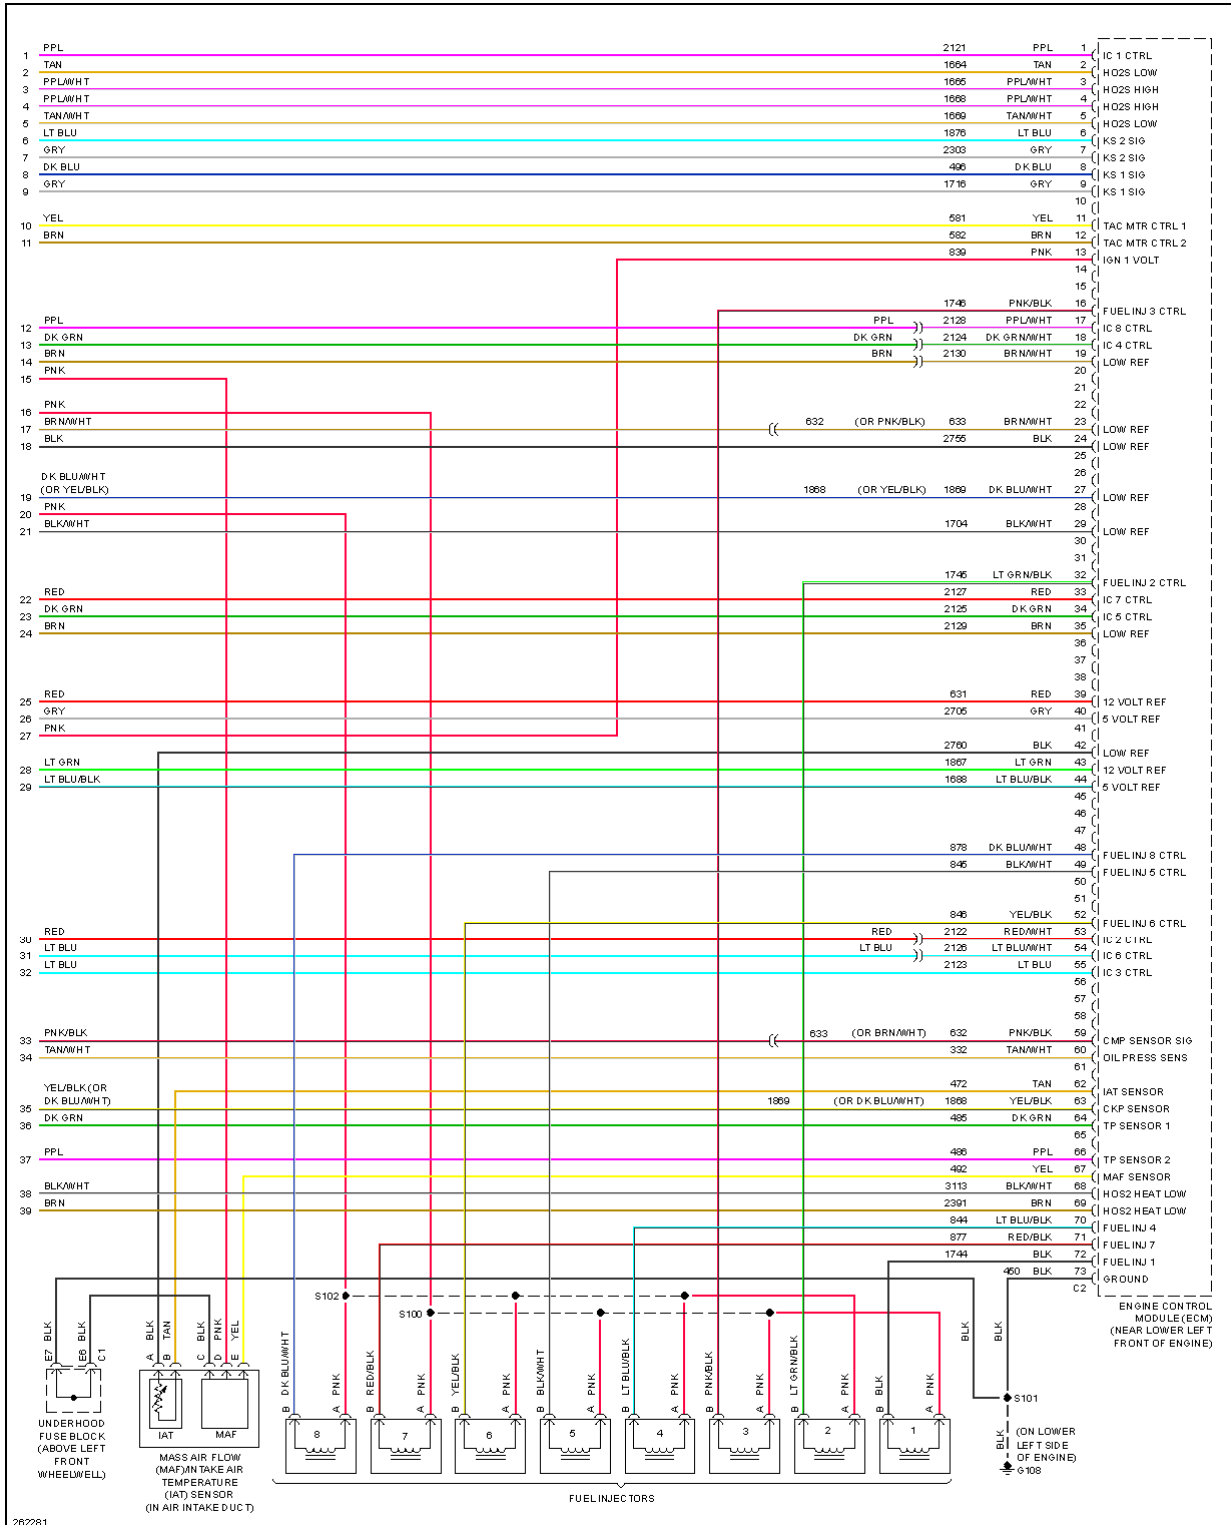 1 PPL 2121 PPL 1 IC 1 CTRL
2 TAN 1664 TAN 2 HO2S LOW
3 PPL/WHT 1665 PPL/WHT 3 HO2S HIGH
4 PPL/WHT 1668 PPL/WHT 4 HO2S HIGH
5 TAN/WHT 1669 TAN/WHT 5 HO2S LOW
6 LT BLU 1876 LT BLU 6 KS 2 SIG
7 GRY 2303 GRY 7 KS 2 SIG
8 DK BLU 496 DK BLU 8 KS 1 SIG
9 GRY 1716 GRY 9 KS 1 SIG
10
10 YEL 581 YEL 11 TAC MTR CTRL 1
11 BRN 582 BRN 12 TAC MTR CTRL 2
839 PNK 13 IGN 1 VOLT
14
15
1746 PNK/BLK 16 FUEL INJ 3 CTRL
12 PPL PPL 2128 PPL/WHT 17 IC 8 CTRL
13 DK GRN DK GRN 2124 DK GRN/WHT 18 IC 4 CTRL
14 BRN BRN 2130 BRN/WHT 19 LOW REF
15 PNK 20
21
16 PNK 22
17 BRN/WHT 632 (OR PNK/BLK) 633 BRN/WHT 23 LOW REF
18 BLK 2755 BLK 24 LOW REF
25
26
DK BLU/WHT
19 (OR YEL/BLK) 1868 (OR YEL/BLK) 1869 DK BLU/WHT 27 LOW REF
20 PNK 28
21 BLK/WHT 1704 BLK/WHT 29 LOW REF
30
31
1745 LT GRN/BLK 32 FUEL INJ 2 CTRL
22 RED 2127 RED 33 IC 7 CTRL
23 DK GRN 2125 DK GRN 34 IC 5 CTRL
24 BRN 2129 BRN 35 LOW REF
36
37
38
25 RED 631 RED 39 12 VOLT REF
26 GRY 2705 GRY 40 5 VOLT REF
27 PNK 41
2760 BLK 42 LOW REF
28 LT GRN 1867 LT GRN 43 12 VOLT REF
29 LT BLU/BLK 1688 LT BLU/BLK 44 5 VOLT REF
45
46
47
878 DK BLU/WHT 48 FUEL INJ 8 CTRL
845 BLK/WHT 49 FUEL INJ 5 CTRL
50
51
846 YEL/BLK 52 FUEL INJ 6 CTRL
30 RED RED 2122 RED/WHT 53 IC 2 CTRL
31 LT BLU LT BLU 2126 LT BLU/WHT 54 IC 6 CTRL
32 LT BLU 2123 LT BLU 55 IC 3 CTRL
56
57
58
33 PNK/BLK 633 (OR BRN/WHT) 632 PNK/BLK 59 CMP SENSOR SIG
34 TAN/WHT 332 TAN/WHT 60 OIL PRESS SENS
61
472 TAN 62 IAT SENSOR
YEL/BLK (OR
35 DK BLU/WHT) 1869 (OR DK BLU/WHT) 1868 YEL/BLK 63 CKP SENSOR
36 DK GRN 485 DK GRN 64 TP SENSOR 1
65
37 PPL 486 PPL 66 TP SENSOR 2
492 YEL 67 MAF SENSOR
38 BLK/WHT 3113 BLK/WHT 68 HOS2 HEAT LOW
39 BRN 2391 BRN 69 HOS2 HEAT LOW
844 LT BLU/BLK 70 FUEL INJ 4
877 RED/BLK 71 FUEL INJ 7
1744 BLK 72 FUEL INJ 1
450 BLK 73 GROUND
C2
S102
S100
ENGINE CONTROL
MODULE (ECM)
(NEAR LOWER LEFT
FRONT OF ENGINE)
E7 BLK
E6 BLK
C1
A BLK
B TAN
C BLK
D PNK
E YEL
B DK BLU/WHT
A PNK
B RED/BLK
A PNK
B YEL/BLK
A PNK
B BLK/WHT
A PNK
B LT BLU/BLK
A PNK
B PNK/BLK
A PNK
B LT GRN/BLK
A PNK
B BLK
A PNK
BLK
BLK
S101
BLK
(ON LOWER
LEFT SIDE
OF ENGINE)
G108
IAT MAF
8 7 6 5 4 3 2 1
UNDERHOOD
FUSE BLOCK
(ABOVE LEFT
FRONT
WHEELWELL)
MASS AIR FLOW
(MAF)/INTAKE AIR
TEMPERATURE
(IAT) SENSOR
(IN AIR INTAKE DUCT)
FUEL INJECTORS
262281